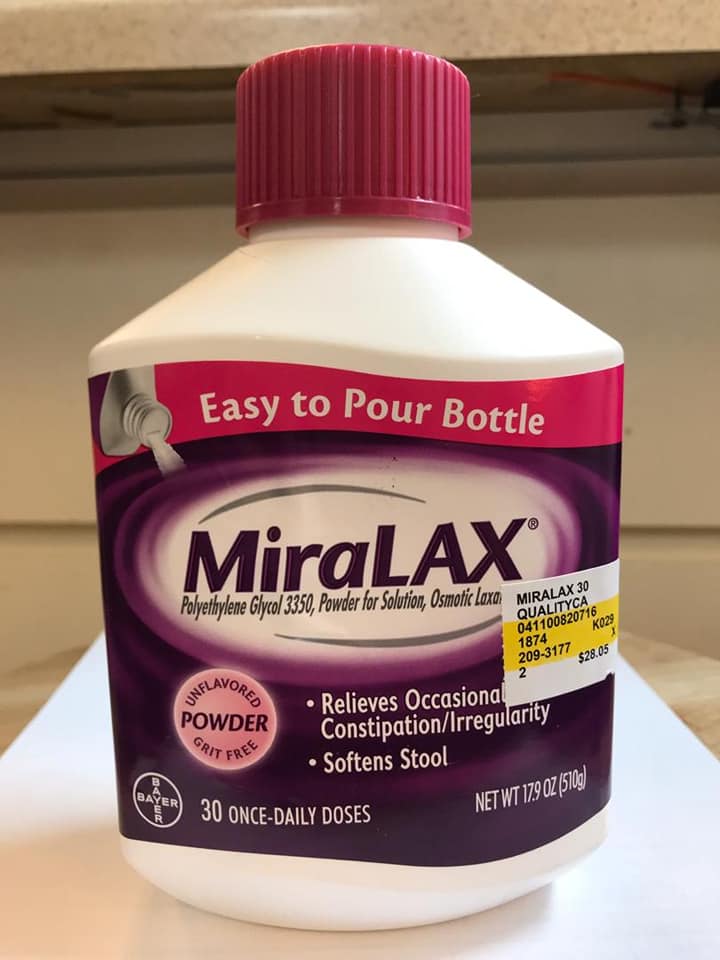 Easy to Pour Bottle
MiraLAX®
Polyethylene Glycol 3350, Powder for Solution, Osmotic
MIRALAX 30
QUALITYCA
041100820716
1874 K029
209-3177 X
2 $28.05
UNFLAVORED
POWDER
GRIT FREE
• Relieves Occasional
Constipation/Irregularity
• Softens Stool
BAYER
BAYER
30 ONCE-DAILY DOSES
NET WT 17.9 OZ (510g)